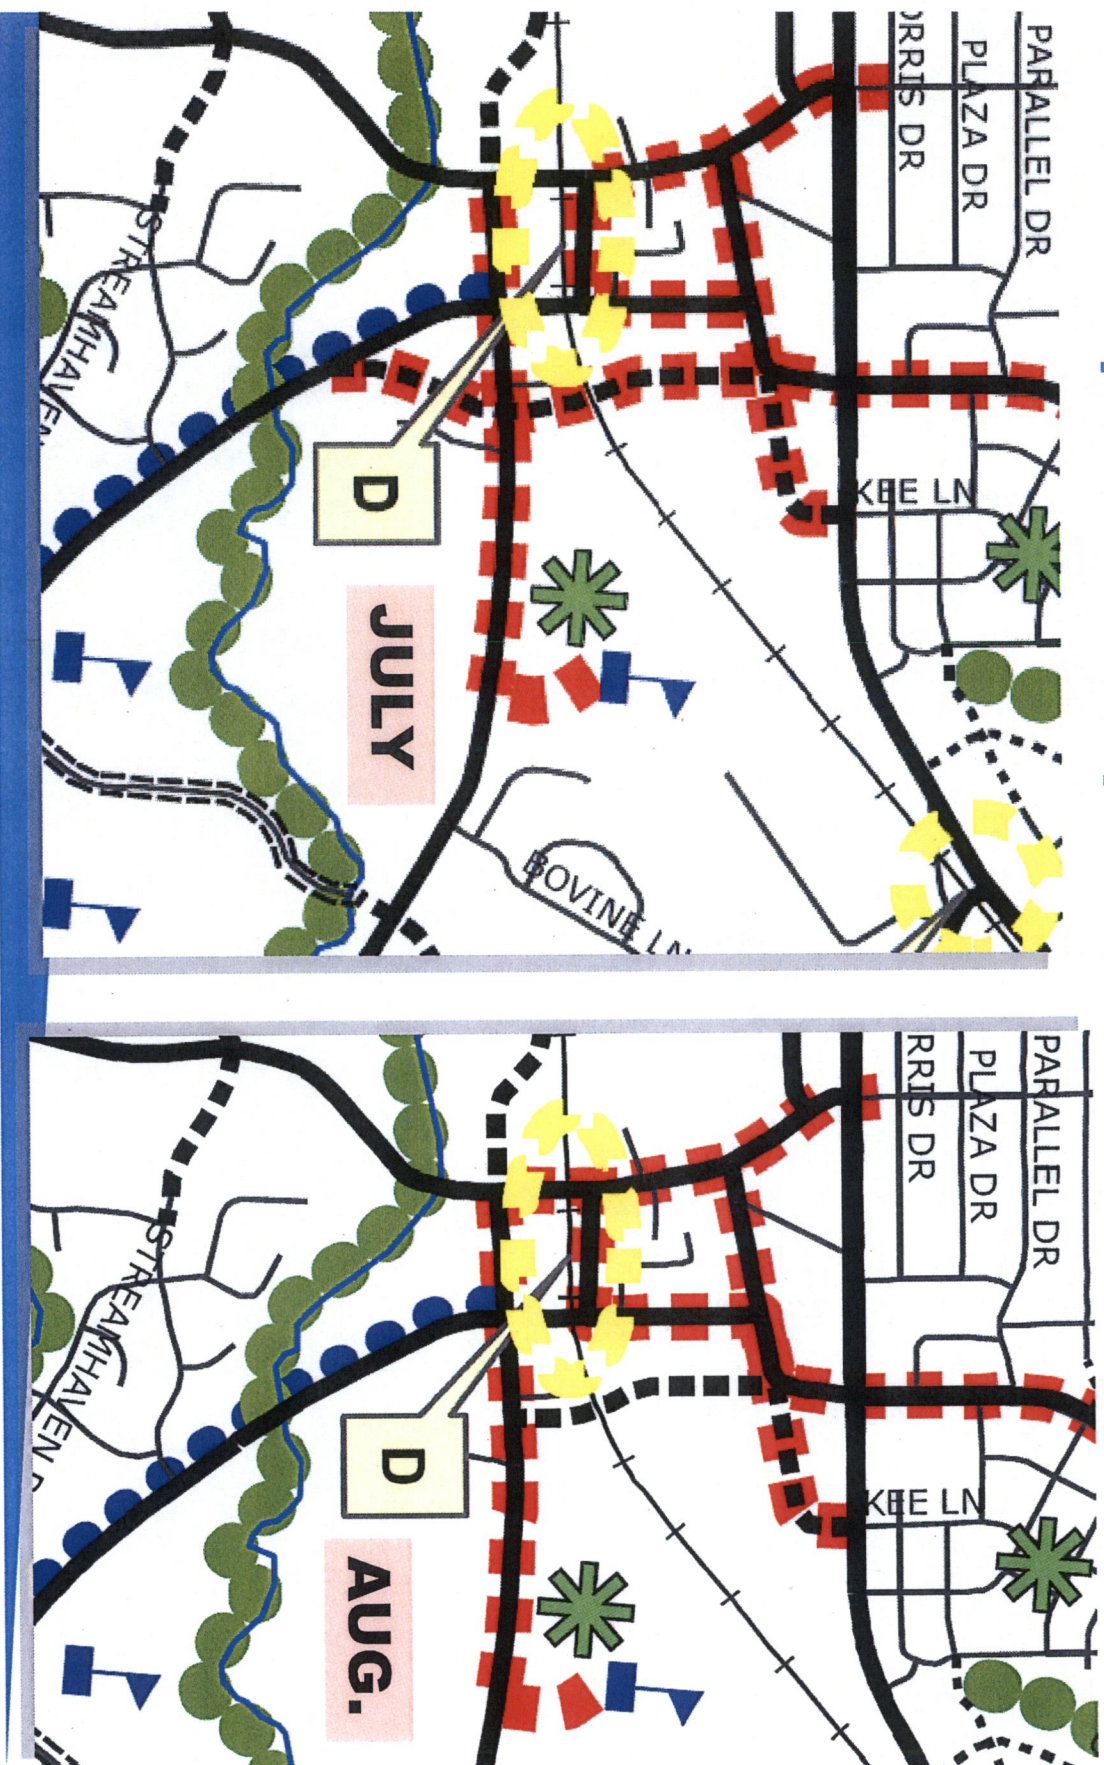 ORRIS DR
PLAZA DR
PARALLEL DR
STREAMHAVEN
D
KEE LN
JULY
BOVINE LN
RRIS DR
PLAZA DR
PARALLEL DR
STREAMHAVEN D
D
KEE LN
AUG.